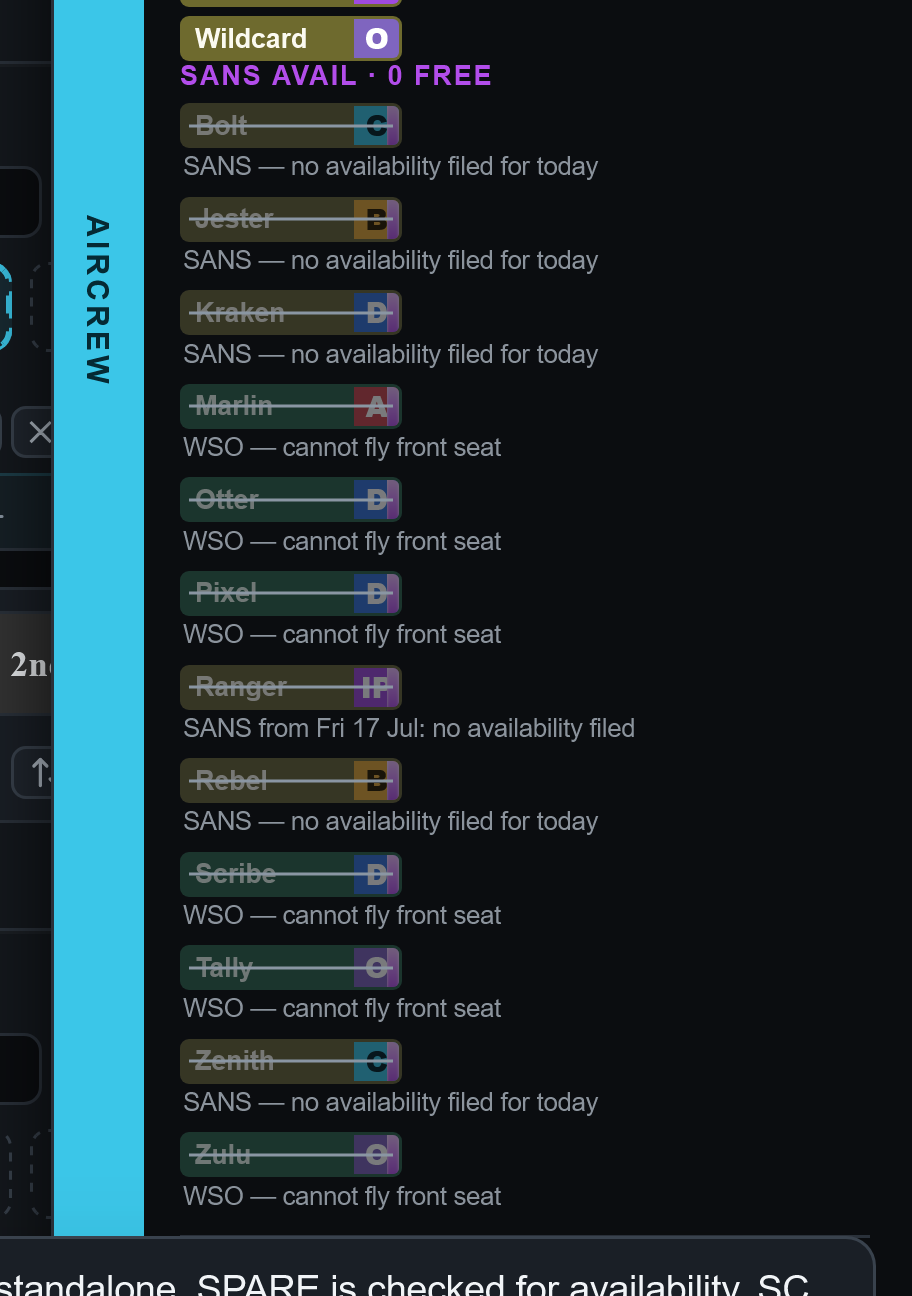 Wildcard O
SANS AVAIL · 0 FREE
Bolt C
SANS — no availability filed for today
Jester B
SANS — no availability filed for today
Kraken D
SANS — no availability filed for today
Marlin A
WSO — cannot fly front seat
Otter D
WSO — cannot fly front seat
Pixel D
WSO — cannot fly front seat
Ranger IP
SANS from Fri 17 Jul: no availability filed
Rebel B
SANS — no availability filed for today
Scribe D
WSO — cannot fly front seat
Tally O
WSO — cannot fly front seat
Zenith C
SANS — no availability filed for today
Zulu O
WSO — cannot fly front seat
AIRCREW
2n
standalone. SPARE is checked for availability. SC